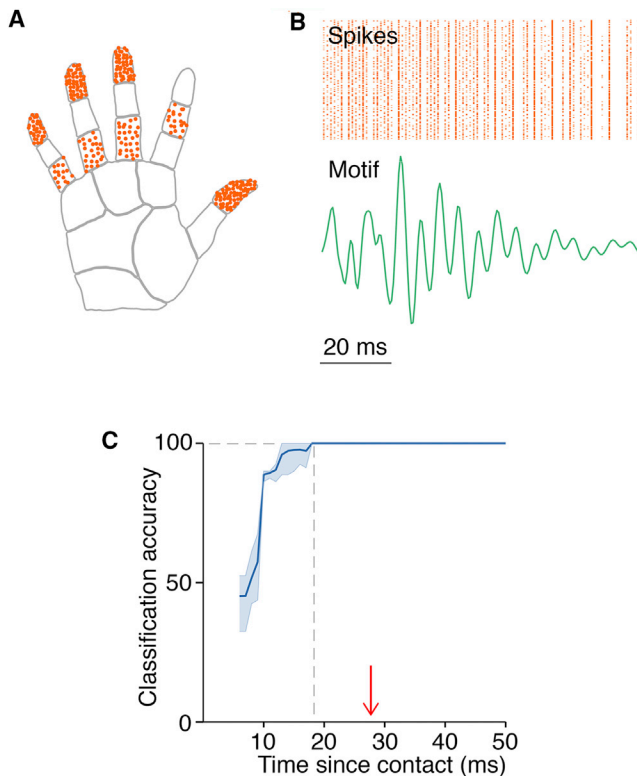 A
B
Spikes
Motif
20 ms
C
100
50
0
Classification accuracy
10
20
30
40
50
Time since contact (ms)